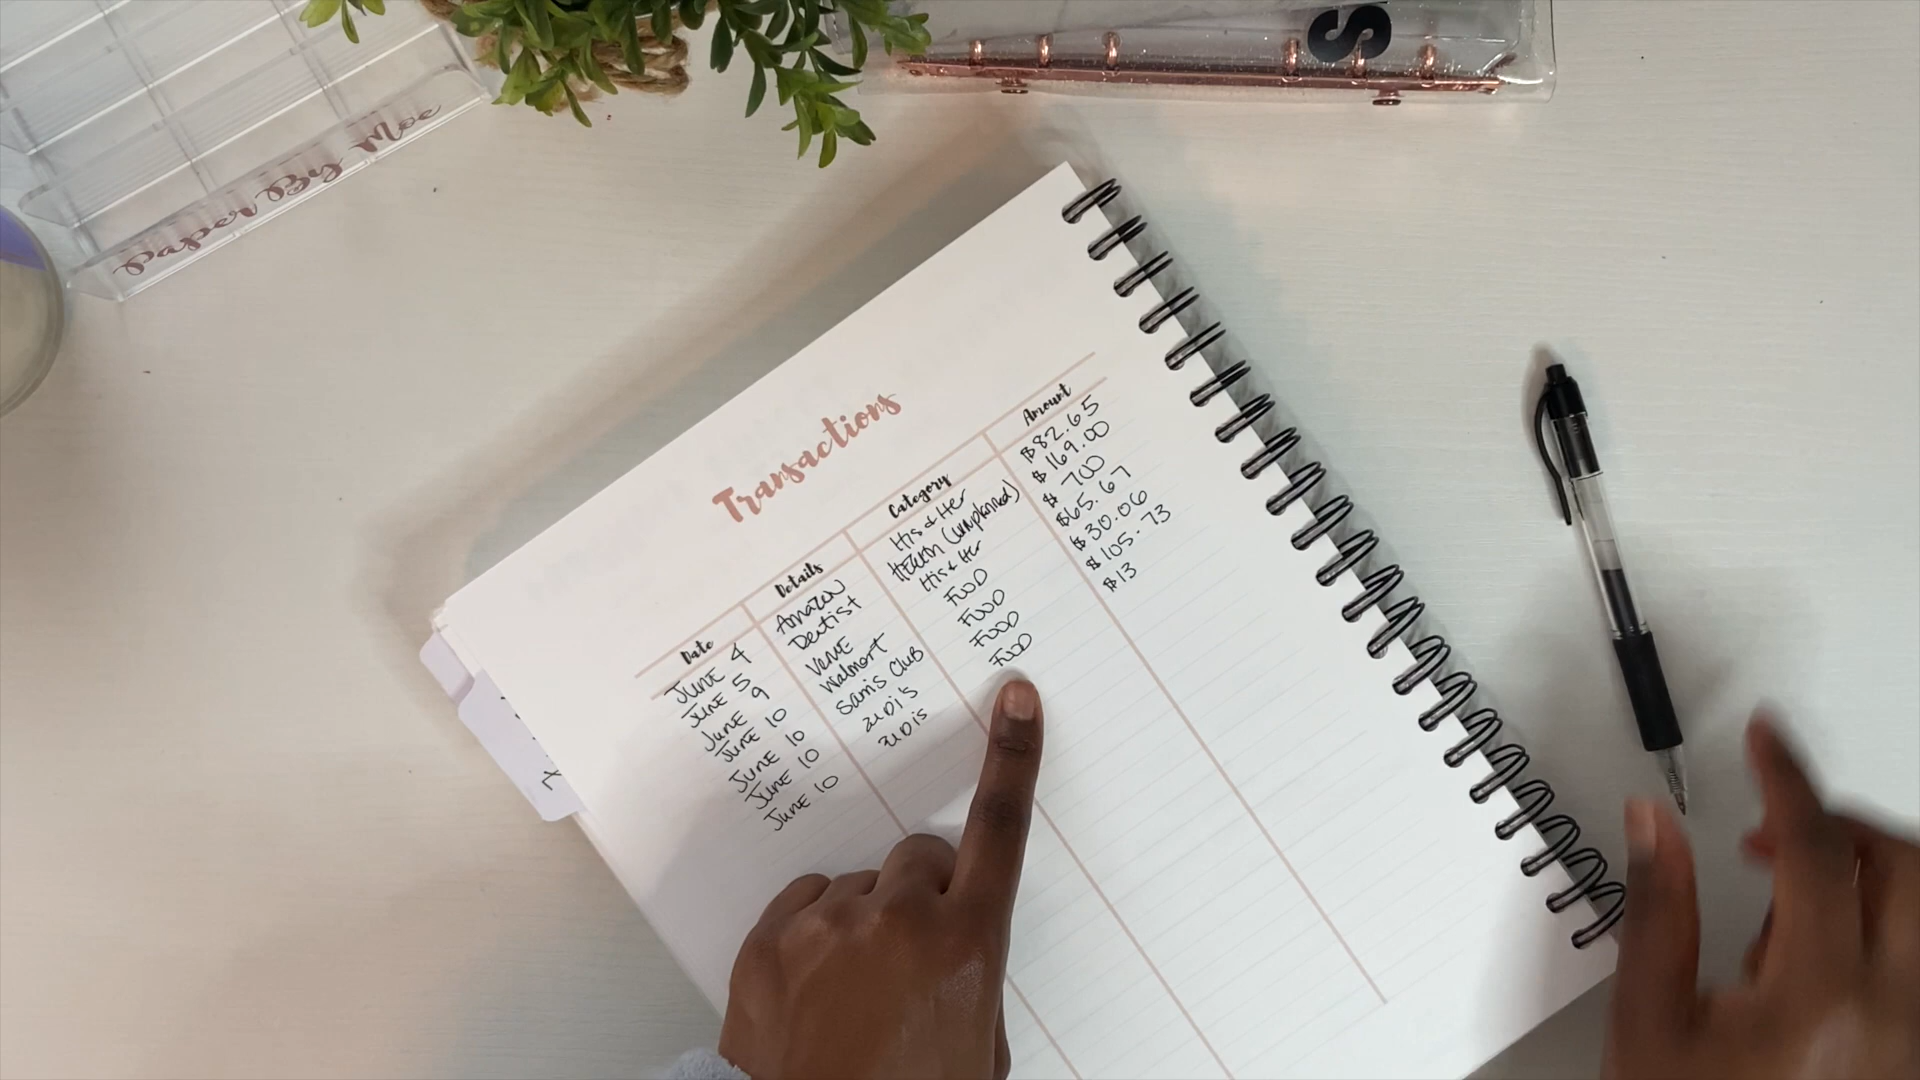 Paper By Moe
S
Transactions
Date Details Category Amount
June 4 Amazon His & Her $82.65
June 5 Dentist Health (unplanned) $169.00
June 9 Venue His & Her $700
June 10 Walmart Food $65.67
June 10 Sam's Club Food $30.06
June 10 Food $105.73
June 10 Food $13